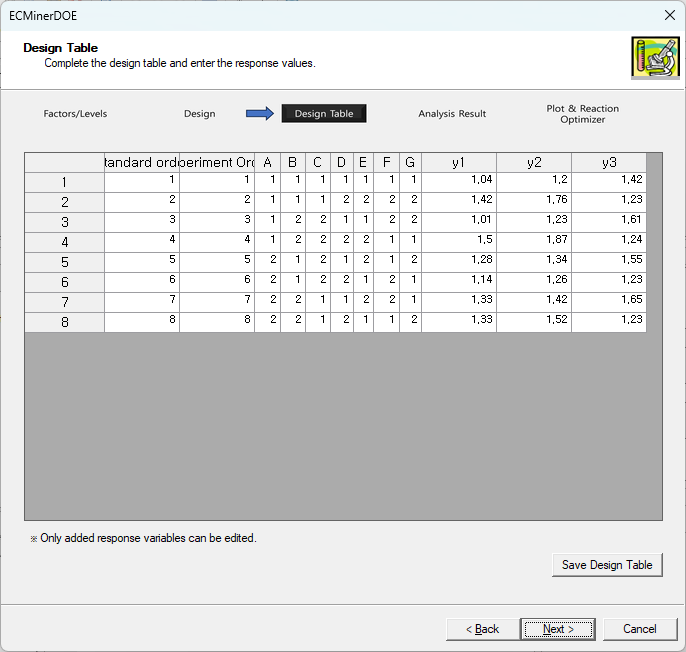 ECMinerDOE
Design Table
Complete the design table and enter the response values.
Factors/Levels Design Design Table Analysis Result Plot & Reaction Optimizer
tandard orde periment Ord A B C D E F G y1 y2 y3
1 1 1 1 1 1 1 1 1 1 1,04 1,2 1,42
2 2 2 1 1 1 2 2 2 2 1,42 1,76 1,23
3 3 3 1 2 2 1 1 2 2 1,01 1,23 1,61
4 4 4 1 2 2 2 2 1 1 1,5 1,87 1,24
5 5 5 2 1 2 1 2 1 2 1,28 1,34 1,55
6 6 6 2 1 2 2 1 2 1 1,14 1,26 1,23
7 7 7 2 2 1 1 2 2 1 1,33 1,42 1,65
8 8 8 2 2 1 2 1 1 2 1,33 1,52 1,23
※ Only added response variables can be edited.
Save Design Table
< Back Next > Cancel